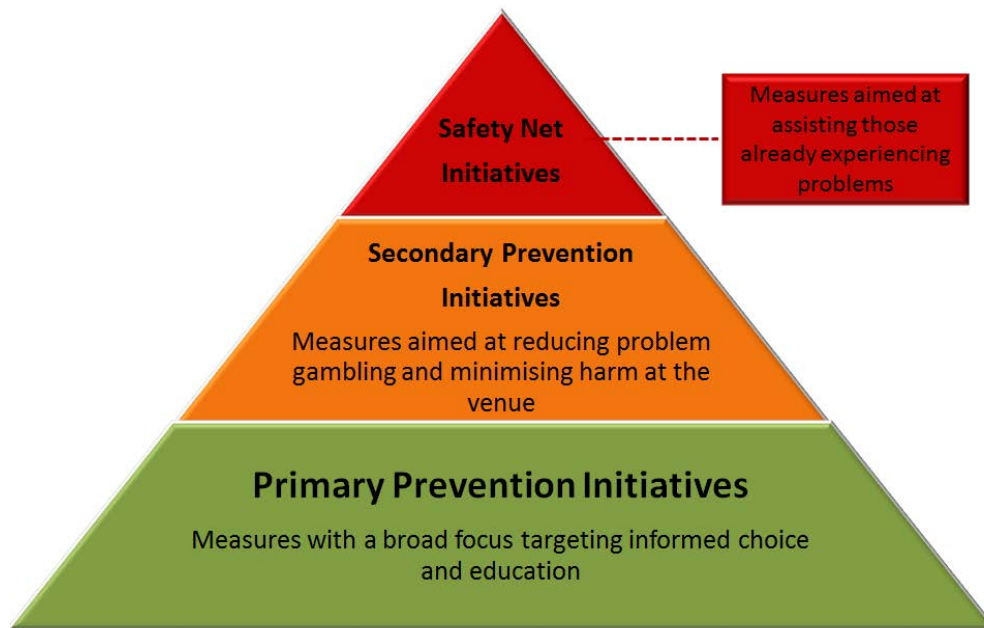 Safety Net
Initiatives
Measures aimed at
assisting those
already experiencing
problems
Secondary Prevention
Initiatives
Measures aimed at reducing problem
gambling and minimising harm at the
venue
Primary Prevention Initiatives
Measures with a broad focus targeting informed choice
and education